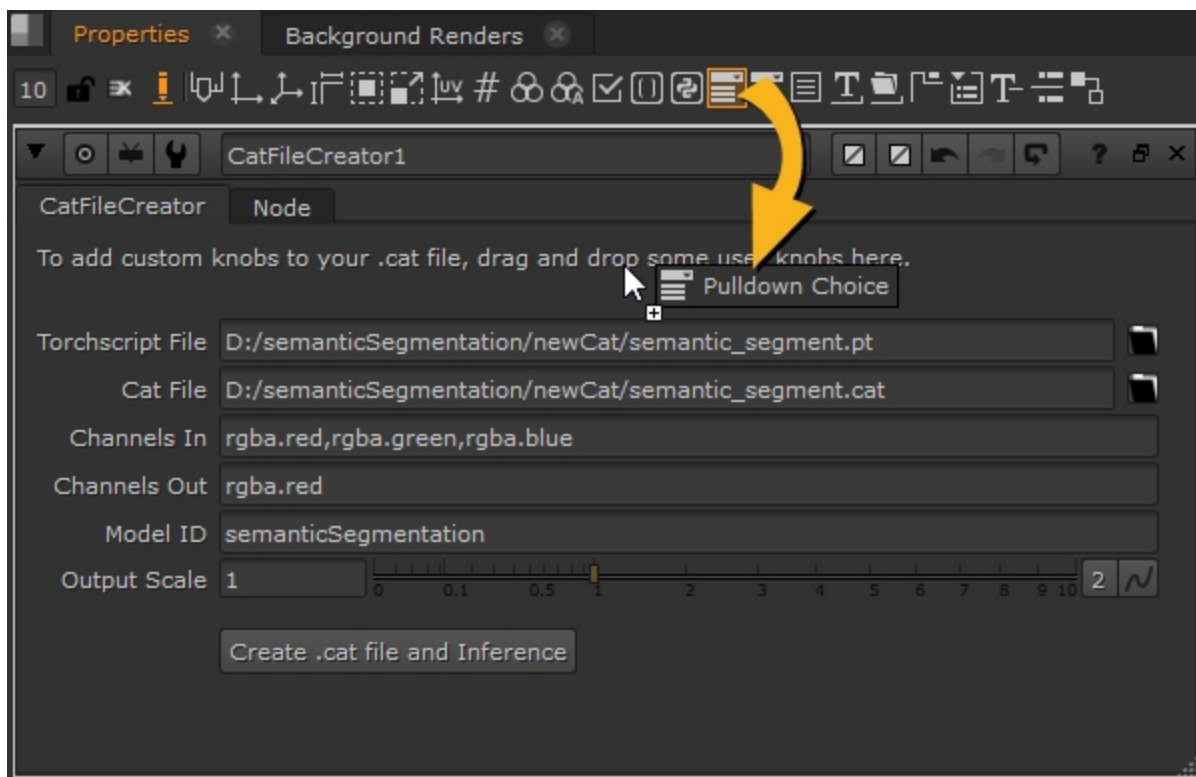 Properties Background Renders
10
CatFileCreator1 ?
CatFileCreator Node
To add custom knobs to your .cat file, drag and drop some user knobs here.
Pulldown Choice
Torchscript File D:/semanticSegmentation/newCat/semantic_segment.pt
Cat File D:/semanticSegmentation/newCat/semantic_segment.cat
Channels In rgba.red,rgba.green,rgba.blue
Channels Out rgba.red
Model ID semanticSegmentation
Output Scale 1 2
0 0.1 0.5 1 2 3 4 5 6 7 8 9 10
Create .cat file and Inference